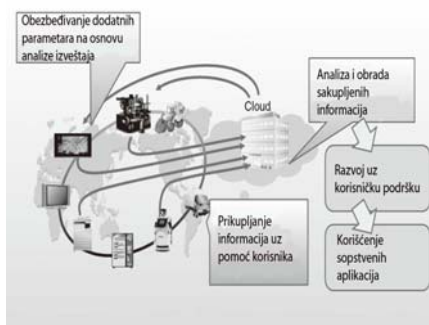 Obezbeđivanje dodatnih
parametara na osnovu
analize izveštaja
Cloud
Analiza i obrada
sakupljenih
informacija
Razvoj uz
korisničku podršku
Prikupljanje
informacija uz
pomoć korisnika
Korišćenje
sopstvenih
aplikacija